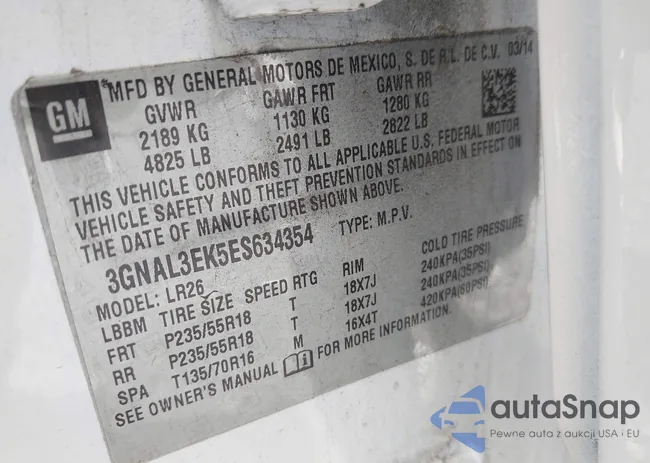 GM
MFD BY GENERAL MOTORS DE MEXICO, S. DE R.L. DE C.V. 03/14
GVWR GAWR FRT GAWR RR
2189 KG 1130 KG 1280 KG
4825 LB 2491 LB 2822 LB
THIS VEHICLE CONFORMS TO ALL APPLICABLE U.S. FEDERAL MOTOR
VEHICLE SAFETY AND THEFT PREVENTION STANDARDS IN EFFECT ON
THE DATE OF MANUFACTURE SHOWN ABOVE.
3GNAL3EK5ES634354 TYPE: M.P.V.
MODEL: LR26 COLD TIRE PRESSURE
LBBM TIRE SIZE SPEED RTG RIM
FRT P235/55R18 T 18X7J 240KPA(35PSI)
RR P235/55R18 T 18X7J 240KPA(35PSI)
SPA T135/70R16 M 16X4T 420KPA(60PSI)
SEE OWNER'S MANUAL FOR MORE INFORMATION.
autaSnap
Pewne auta z aukcji USA i EU